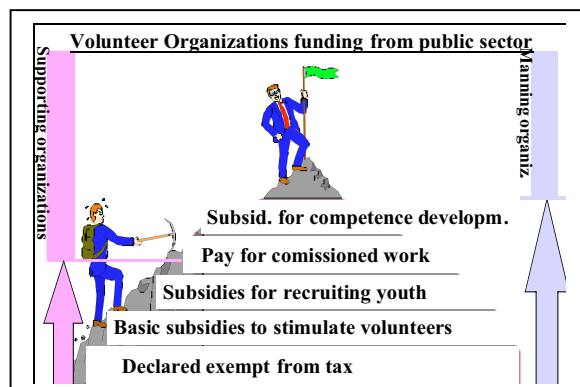 Volunteer Organizations funding from public sector
Supporting organizations
Manning organiz
Subsid. for competence developm.
Pay for comissioned work
Subsidies for recruiting youth
Basic subsidies to stimulate volunteers
Declared exempt from tax